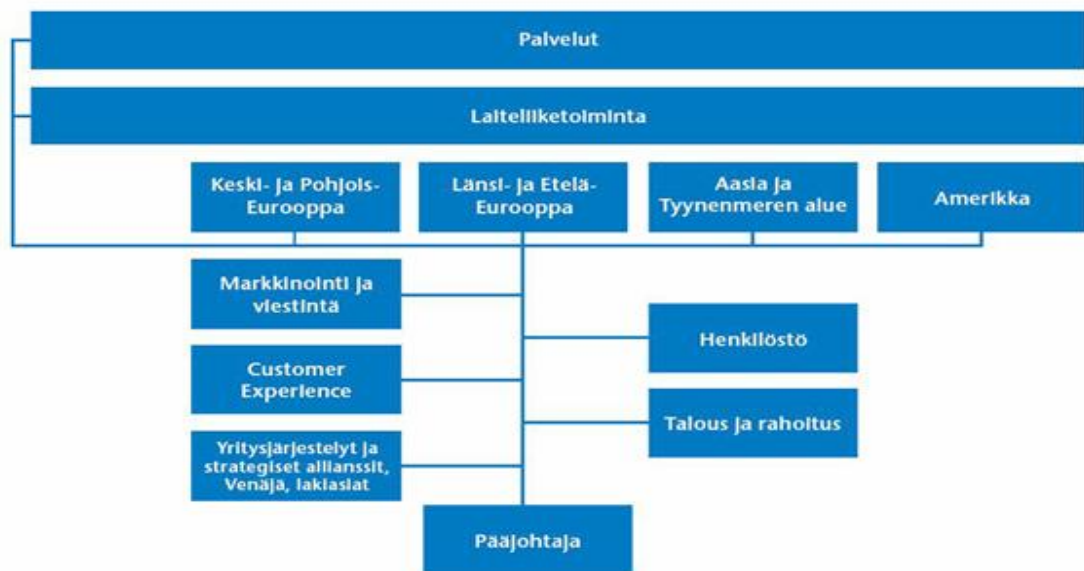 Palvelut
Laiteliiketoiminta
Keski- ja Pohjois-
Eurooppa
Länsi- ja Etelä-
Eurooppa
Aasia ja
Tyynenmeren alue
Amerikka
Markkinointi ja
viestintä
Henkilöstö
Customer
Experience
Talous ja rahoitus
Yritysjärjestelyt ja
strategiset allianssit,
Venäjä, lakiasiat
Pääjohtaja